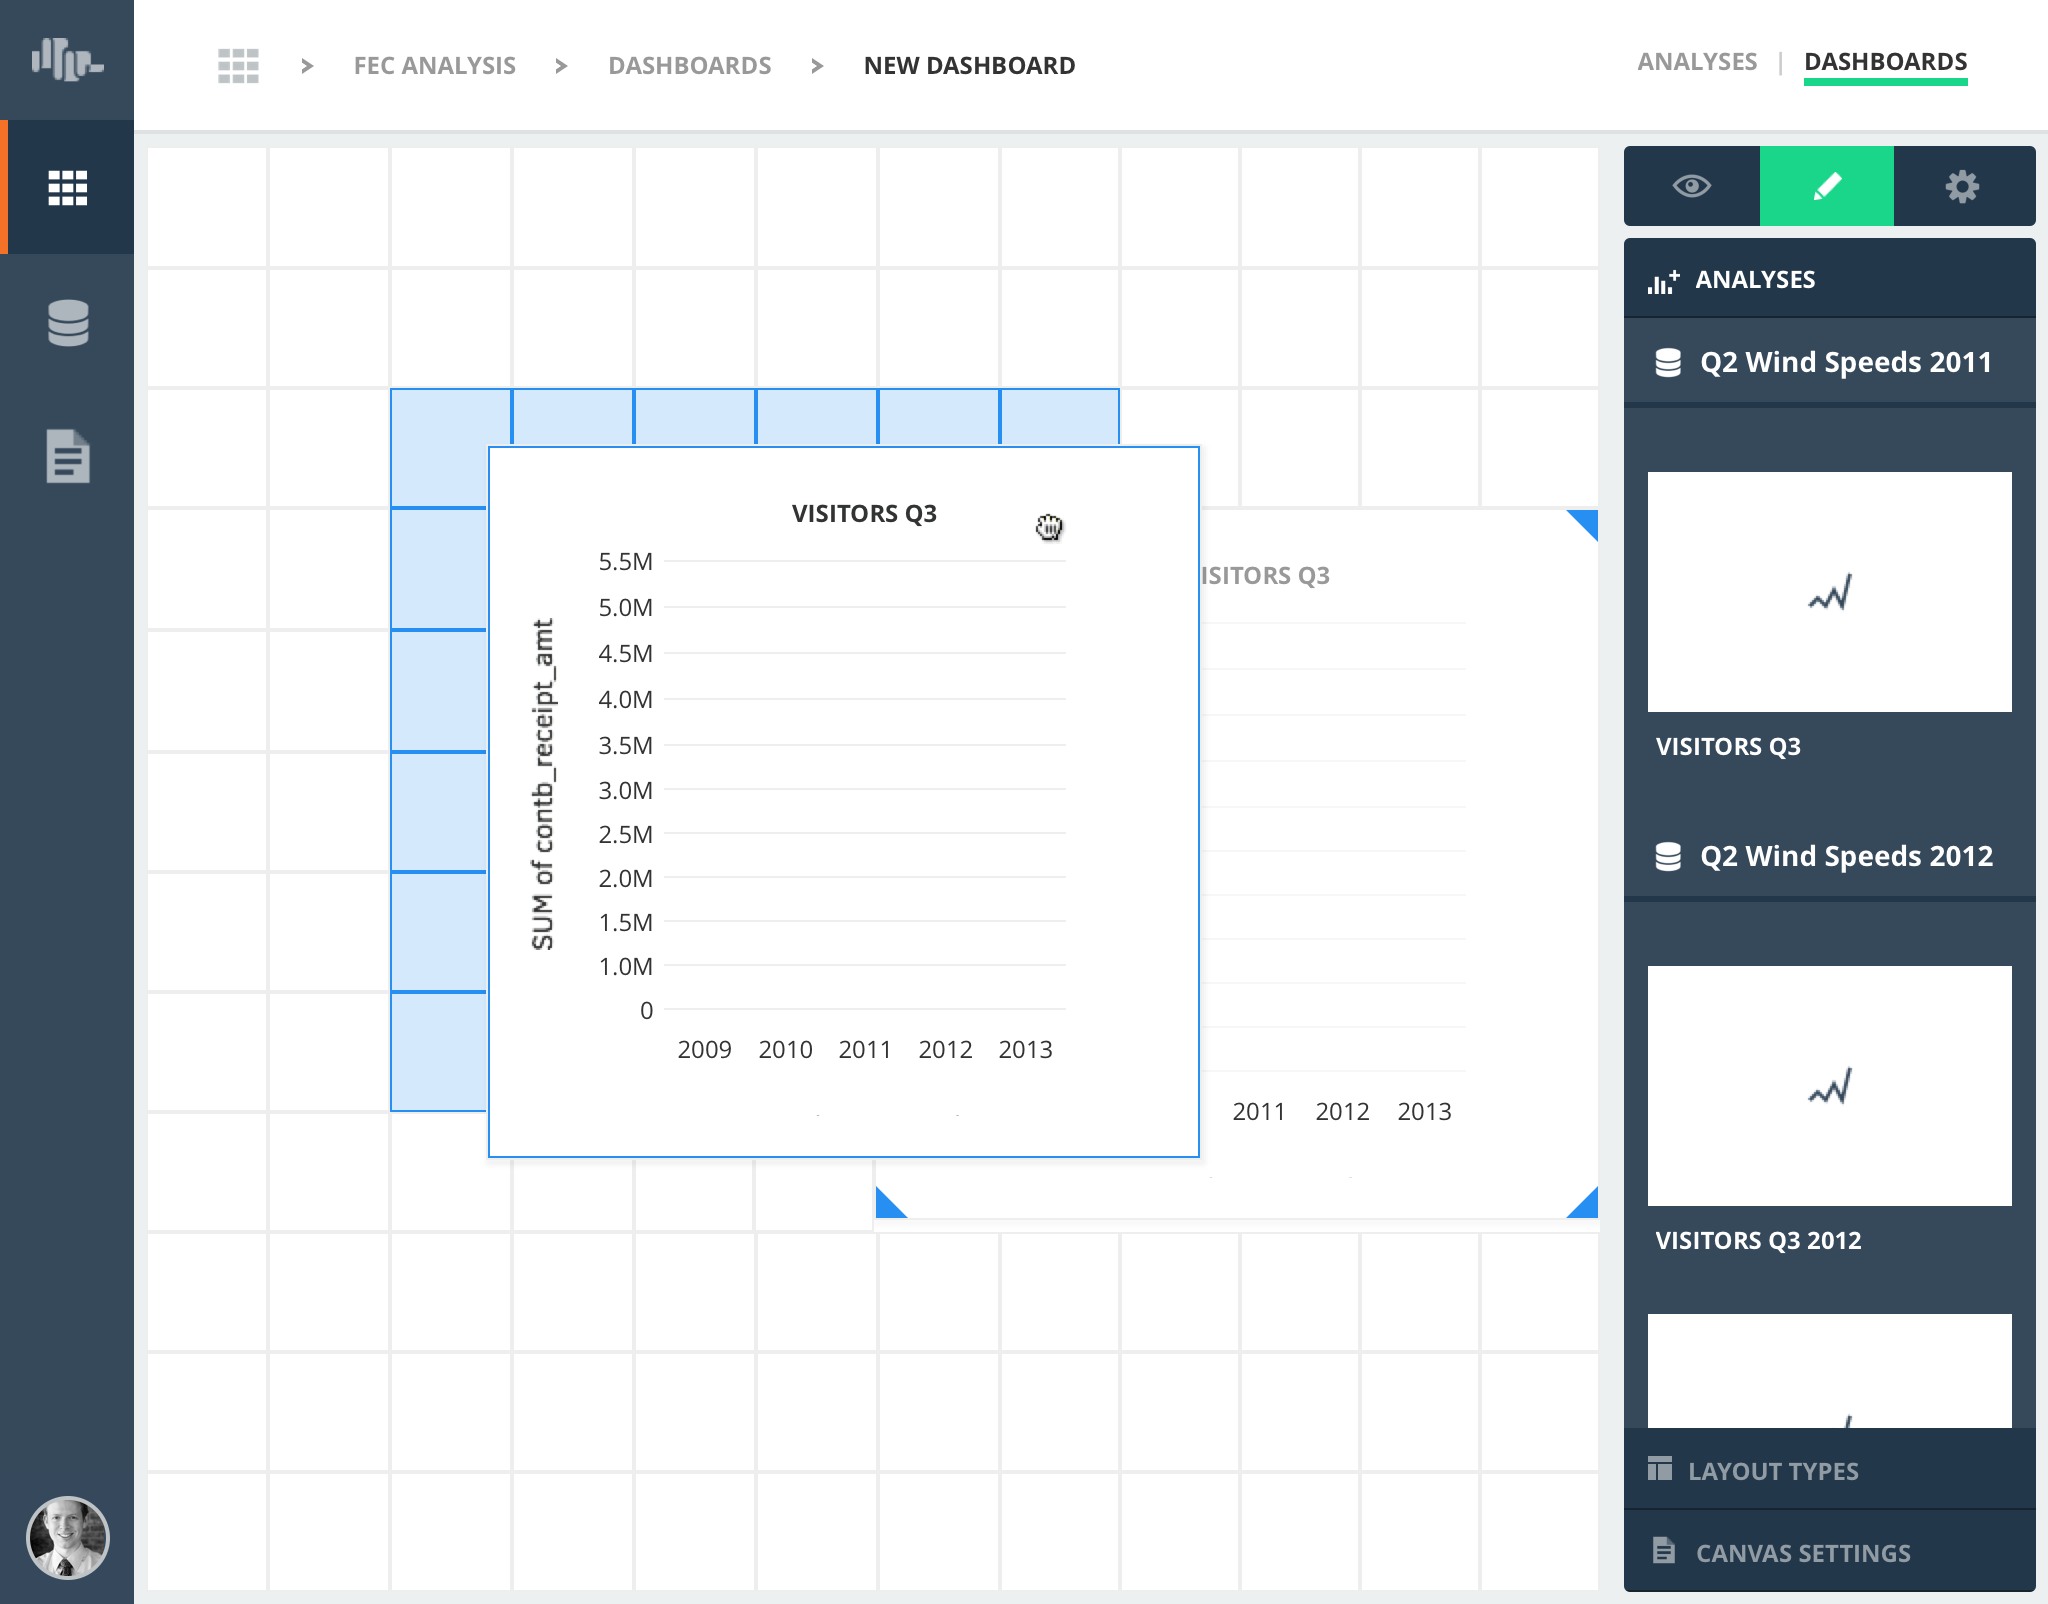 > FEC ANALYSIS > DASHBOARDS > NEW DASHBOARD
ANALYSES | DASHBOARDS
VISITORS Q3
5.5M
5.0M
4.5M
4.0M
3.5M
3.0M
2.5M
2.0M
1.5M
1.0M
0
SUM of contb_receipt_amt
2009 2010 2011 2012 2013
ISITORS Q3
2011 2012 2013
ANALYSES
Q2 Wind Speeds 2011
VISITORS Q3
Q2 Wind Speeds 2012
VISITORS Q3 2012
LAYOUT TYPES
CANVAS SETTINGS